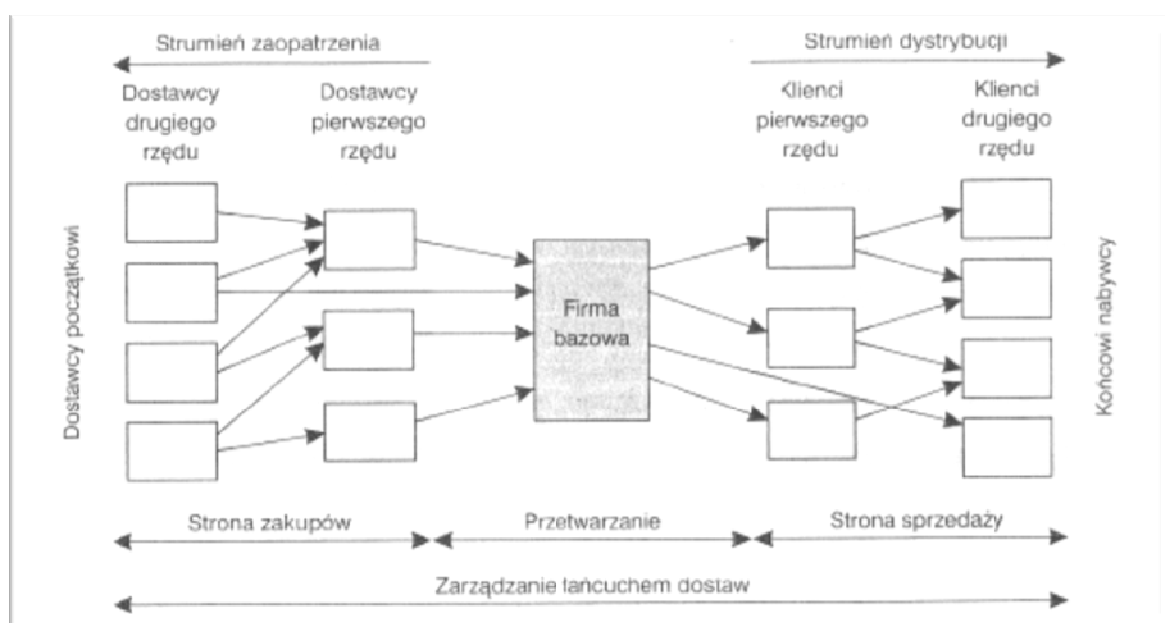 Strumień zaopatrzenia
Strumień dystrybucji
Dostawcy
drugiego
rzędu
Dostawcy
pierwszego
rzędu
Klienci
pierwszego
rzędu
Klienci
drugiego
rzędu
Dostawcy początkowi
Firma
bazowa
Końcowi nabywcy
Strona zakupów
Przetwarzanie
Strona sprzedaży
Zarządzanie łańcuchem dostaw